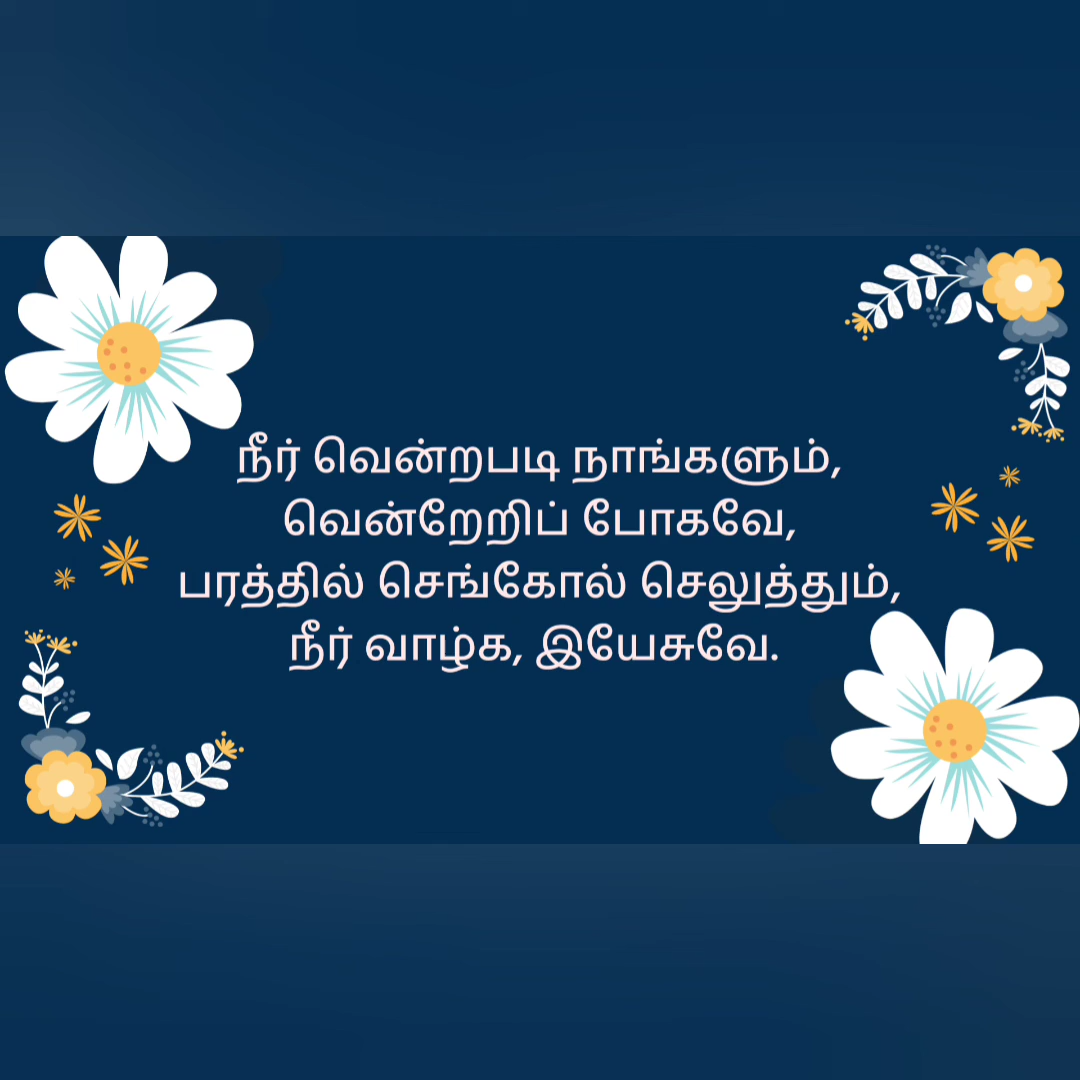 நீர் வென்றபடி நாங்களும்,
வென்றேறிப் போகவே,
பரத்தில் செங்கோல் செலுத்தும்,
நீர் வாழ்க, இயேசுவே.